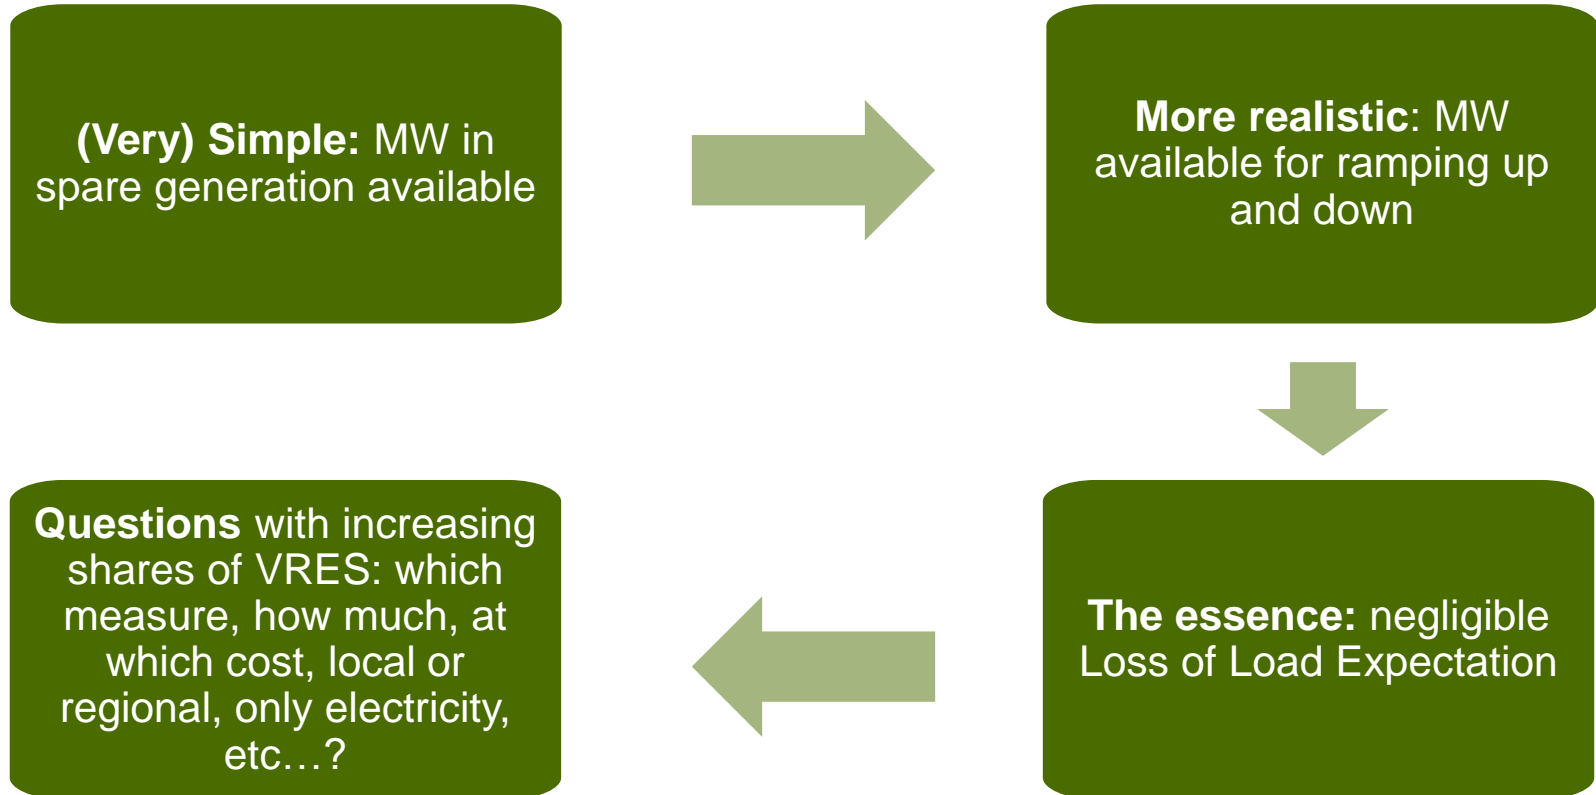 (Very) Simple: MW in
spare generation available
More realistic: MW
available for ramping up
and down
The essence: negligible
Loss of Load Expectation
Questions with increasing
shares of VRES: which
measure, how much, at
which cost, local or
regional, only electricity,
etc…?